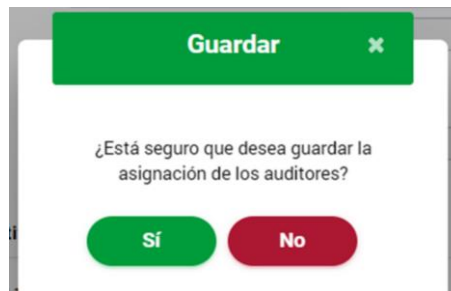 Guardar
¿Está seguro que desea guardar la
asignación de los auditores?
Sí
No